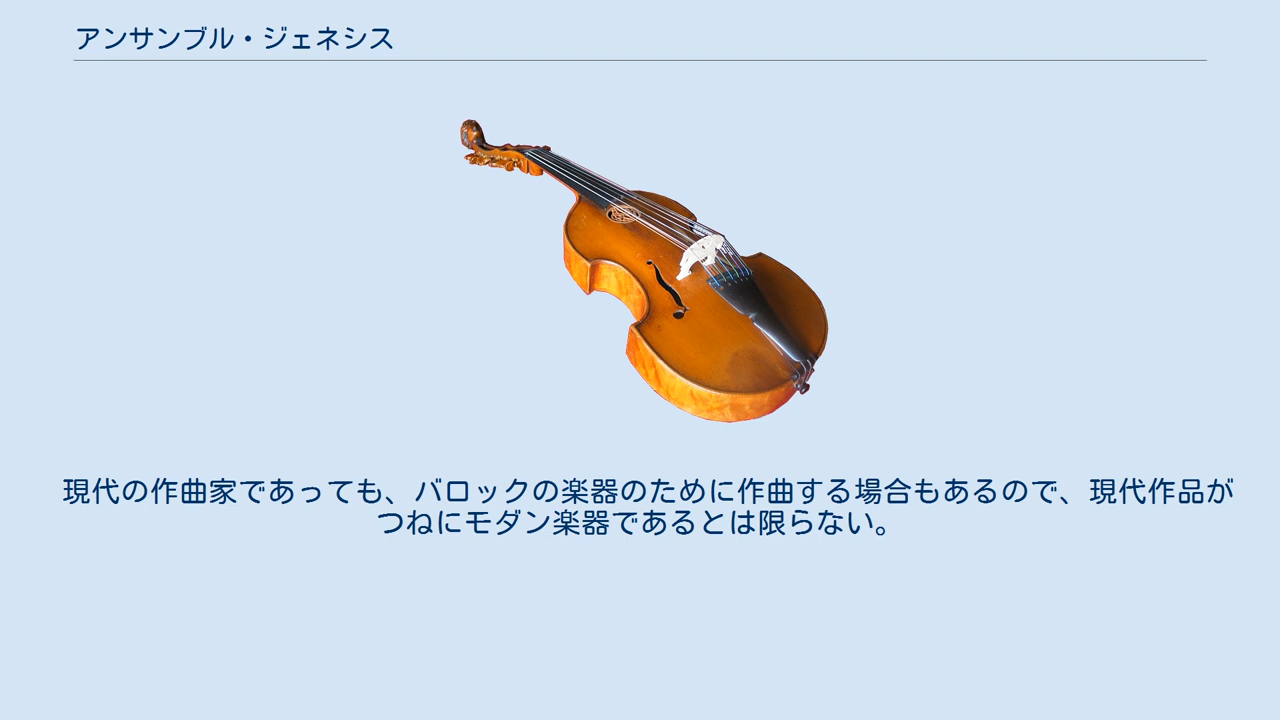 アンサンブル・ジェネシス
現代の作曲家であっても、バロックの楽器のために作曲する場合もあるので、現代作品が
つねにモダン楽器であるとは限らない。